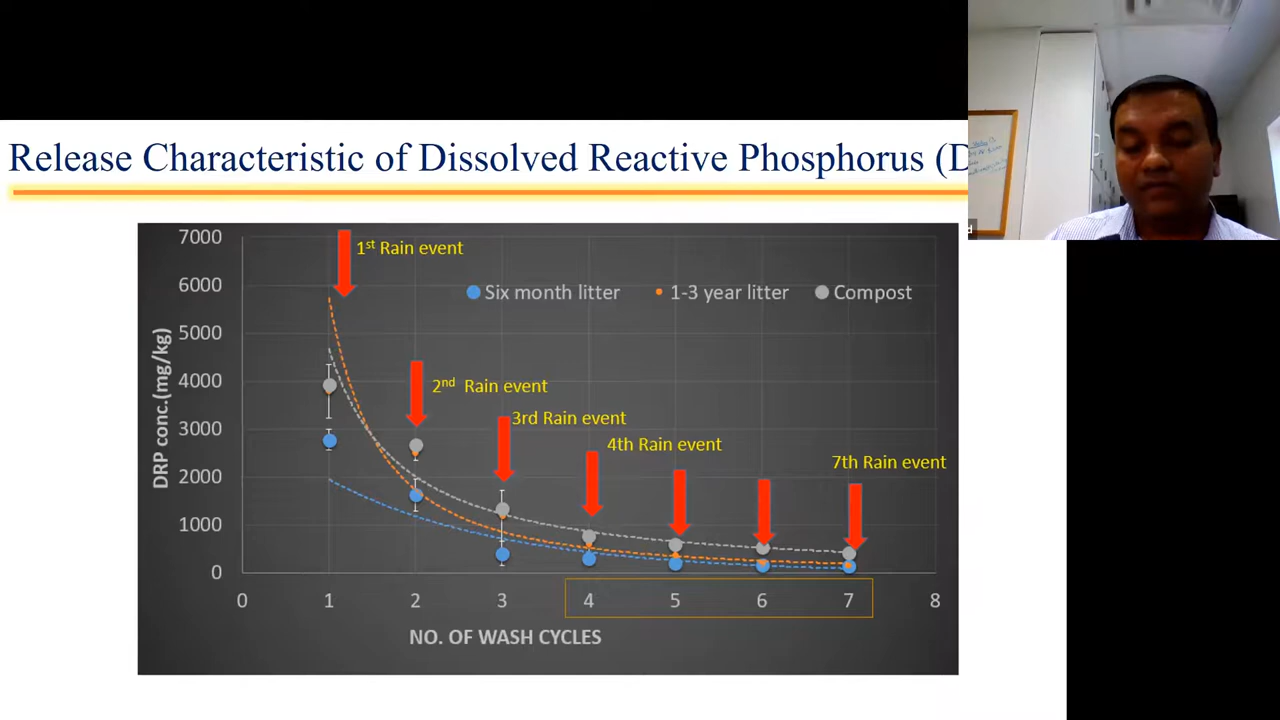 Release Characteristic of Dissolved Reactive Phosphorus (D
7000
6000
5000
4000
3000
2000
1000
0
DRP conc.(mg/kg)
1st Rain event
Six month litter
1-3 year litter
Compost
2nd Rain event
3rd Rain event
4th Rain event
7th Rain event
0 1 2 3 4 5 6 7 8
NO. OF WASH CYCLES
d